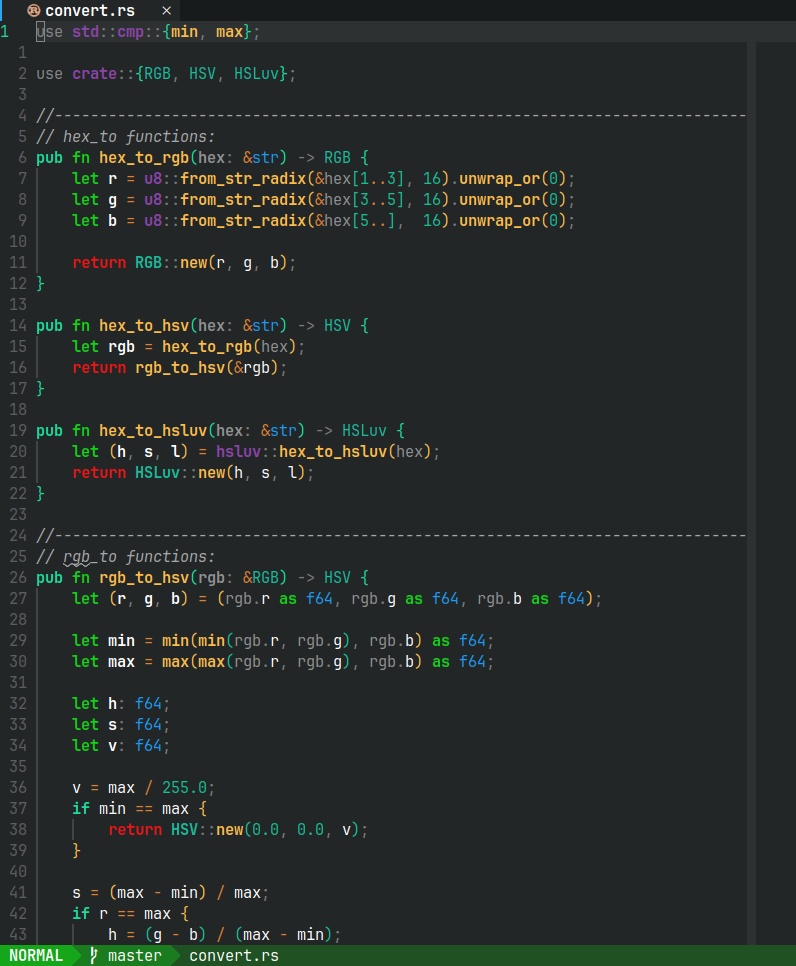 convert.rs ×
1 use std::cmp::{min, max};
1
2 use crate::{RGB, HSV, HSLuv};
3
4 //-----------------------------------------------------------------------------
5 // hex_to functions:
6 pub fn hex_to_rgb(hex: &str) -> RGB {
7     let r = u8::from_str_radix(&hex[1..3], 16).unwrap_or(0);
8     let g = u8::from_str_radix(&hex[3..5], 16).unwrap_or(0);
9     let b = u8::from_str_radix(&hex[5..],  16).unwrap_or(0);
10
11     return RGB::new(r, g, b);
12 }
13
14 pub fn hex_to_hsv(hex: &str) -> HSV {
15     let rgb = hex_to_rgb(hex);
16     return rgb_to_hsv(&rgb);
17 }
18
19 pub fn hex_to_hsluv(hex: &str) -> HSLuv {
20     let (h, s, l) = hsluv::hex_to_hsluv(hex);
21     return HSLuv::new(h, s, l);
22 }
23
24 //-----------------------------------------------------------------------------
25 // rgb_to functions:
26 pub fn rgb_to_hsv(rgb: &RGB) -> HSV {
27     let (r, g, b) = (rgb.r as f64, rgb.g as f64, rgb.b as f64);
28
29     let min = min(min(rgb.r, rgb.g), rgb.b) as f64;
30     let max = max(max(rgb.r, rgb.g), rgb.b) as f64;
31
32     let h: f64;
33     let s: f64;
34     let v: f64;
35
36     v = max / 255.0;
37     if min == max {
38         return HSV::new(0.0, 0.0, v);
39     }
40
41     s = (max - min) / max;
42     if r == max {
43         h = (g - b) / (max - min);
NORMAL master convert.rs